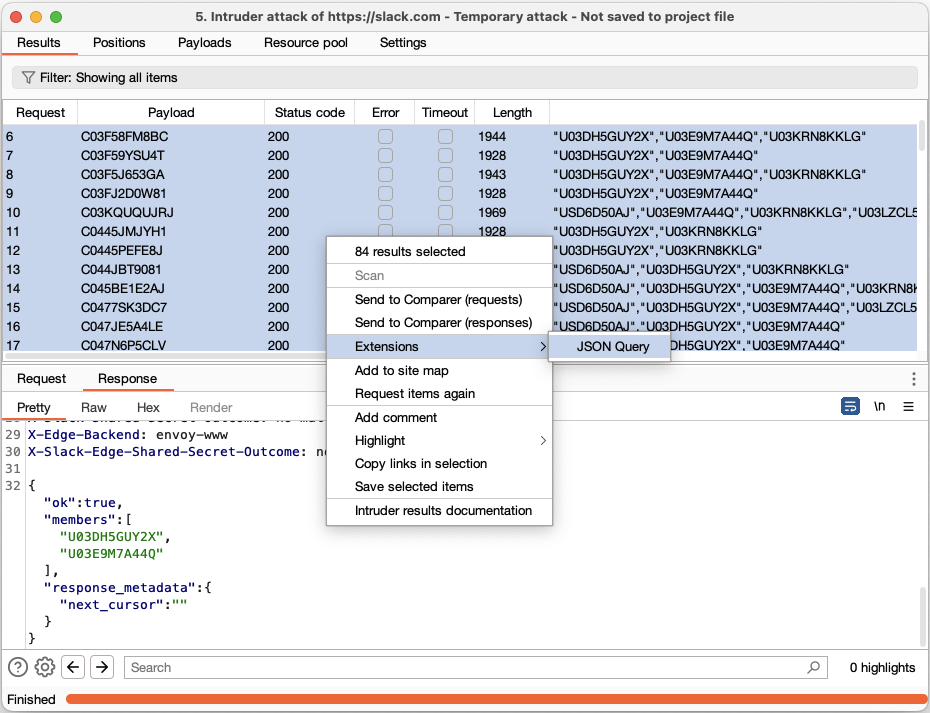 5. Intruder attack of https://slack.com - Temporary attack - Not saved to project file
Results Positions Payloads Resource pool Settings
Filter: Showing all items
Request Payload Status code Error Timeout Length
6 C03F58FM8BC 200 1944 "U03DH5GUY2X","U03E9M7A44Q","U03KRN8KKLG"
7 C03F59YSU4T 200 1928 "U03DH5GUY2X","U03E9M7A44Q"
8 C03F5J653GA 200 1943 "U03DH5GUY2X","U03E9M7A44Q","U03KRN8KKLG"
9 C03FJ2D0W81 200 1928 "U03DH5GUY2X","U03E9M7A44Q"
10 C03KQUQUJRJ 200 1969 "USD6D50AJ","U03E9M7A44Q","U03KRN8KKLG","U03LZCL5
11 C0445JMJYH1 200 1928 "U03DH5GUY2X","U03KRN8KKLG"
12 C0445PEFE8J 200 "U03DH5GUY2X","U03KRN8KKLG"
13 C044JBT9081 200 "USD6D50AJ","U03DH5GUY2X","U03KRN8KKLG"
14 C045BE1E2AJ 200 "USD6D50AJ","U03DH5GUY2X","U03E9M7A44Q","U03KRN8K
15 C0477SK3DC7 200 "USD6D50AJ","U03DH5GUY2X","U03E9M7A44Q","U03LZCL5
16 C047JE5A4LE 200 "USD6D50AJ","U03DH5GUY2X","U03E9M7A44Q"
17 C047N6P5CLV 200 DH5GUY2X","U03E9M7A44Q"
84 results selected
Scan
Send to Comparer (requests)
Send to Comparer (responses)
Extensions
JSON Query
Add to site map
Request items again
Add comment
Highlight
Copy links in selection
Save selected items
Intruder results documentation
Request Response
Pretty Raw Hex Render \n
29 X-Edge-Backend: envoy-www
30 X-Slack-Edge-Shared-Secret-Outcome:
31
32 {
"ok":true,
"members":[
"U03DH5GUY2X",
"U03E9M7A44Q"
],
"response_metadata":{
"next_cursor":""
}
}
Search
0 highlights
Finished